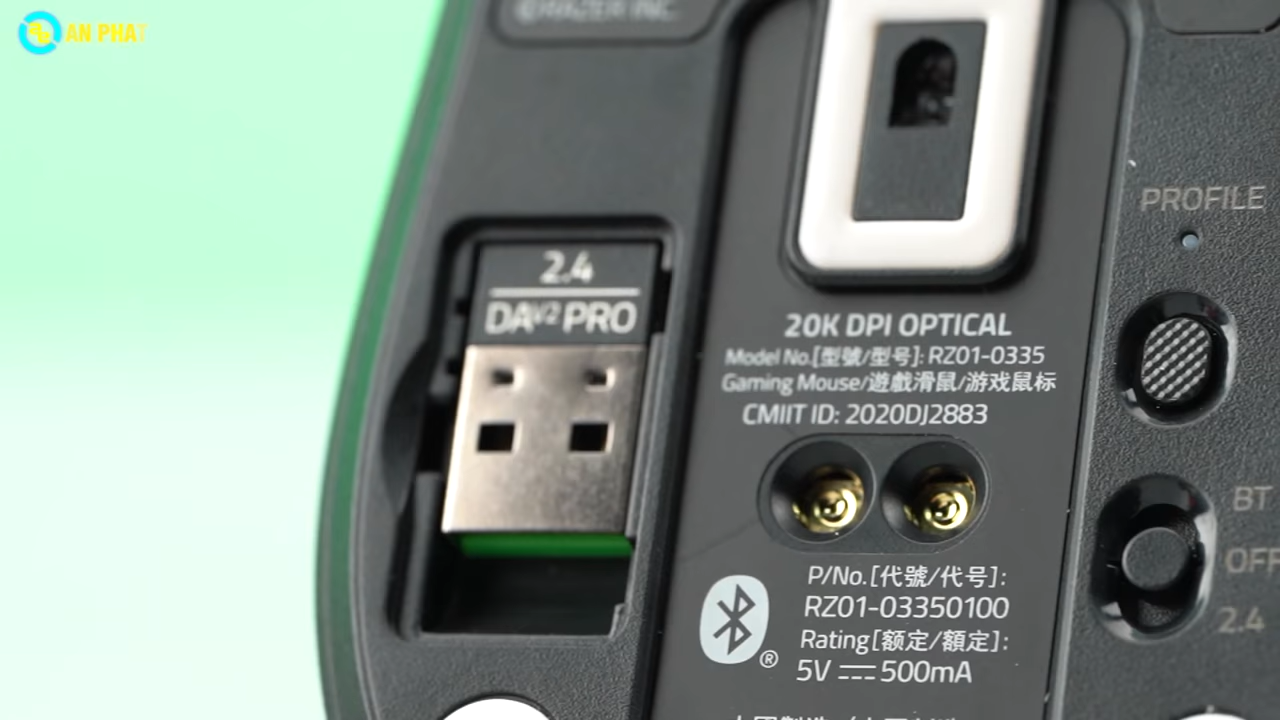 AN PHAT
©RAZER INC.
2.4
DA V2 PRO
20K DPI OPTICAL
Model No.[型號/型号]: RZ01-0335
Gaming Mouse/遊戲滑鼠/游戏鼠标
CMIIT ID: 2020DJ2883
P/No.[代號/代号]:
RZ01-03350100
Rating[额定/額定]:
5V 500mA
®
PROFILE
BT
OFF
2.4